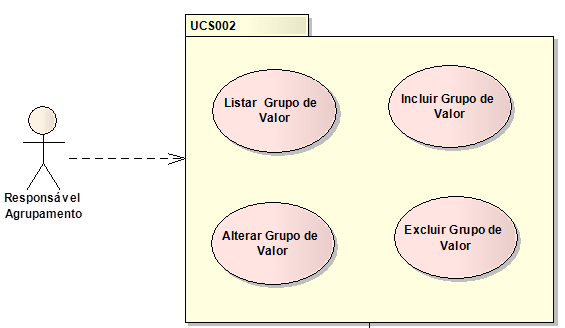 UCS002
Listar Grupo de
Valor
Incluir Grupo de
Valor
Responsável
Agrupamento
Alterar Grupo de
Valor
Excluir Grupo de
Valor